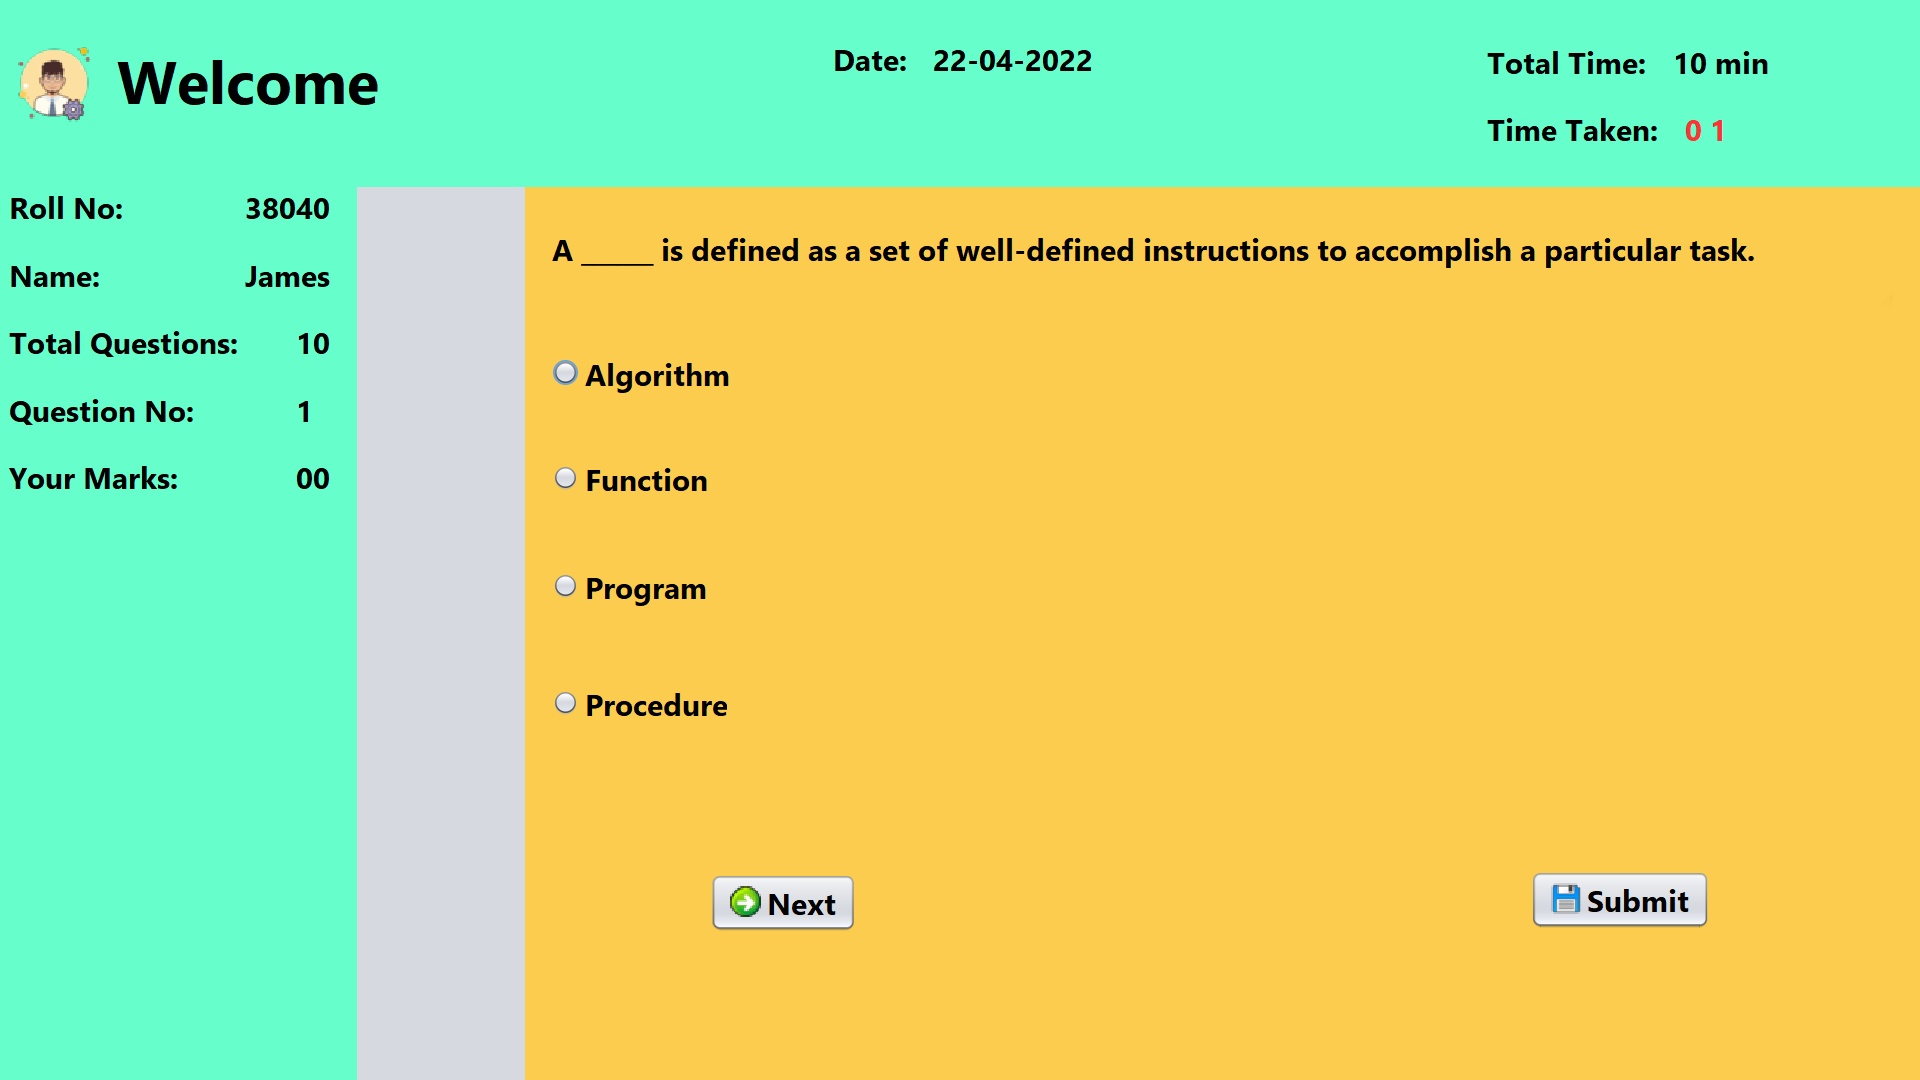 Welcome
Date: 22-04-2022
Total Time: 10 min
Time Taken: 0 1
Roll No: 38040
Name: James
Total Questions: 10
Question No: 1
Your Marks: 00
A ______ is defined as a set of well-defined instructions to accomplish a particular task.
Algorithm
Function
Program
Procedure
Next
Submit